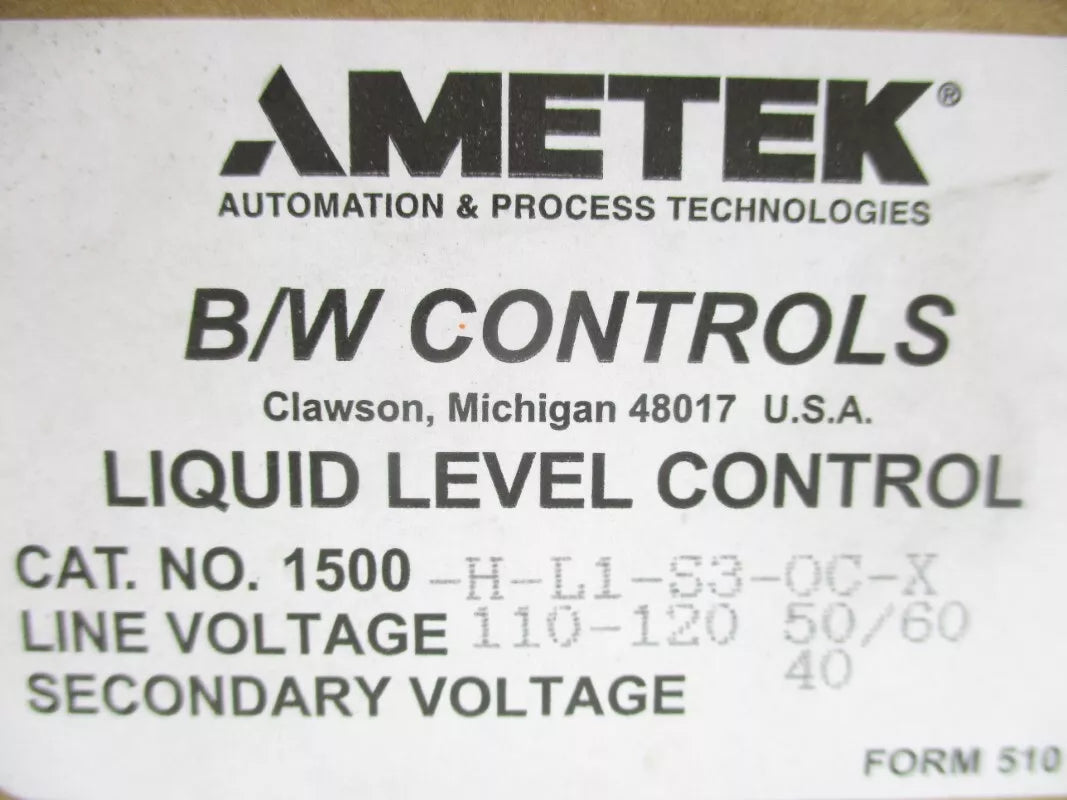 AMETEK®
AUTOMATION & PROCESS TECHNOLOGIES
B/W CONTROLS
Clawson, Michigan 48017 U.S.A.
LIQUID LEVEL CONTROL
CAT. NO. 1500 -H-L1-S3-OC-X
LINE VOLTAGE 110-120 50/60
SECONDARY VOLTAGE 40
FORM 510